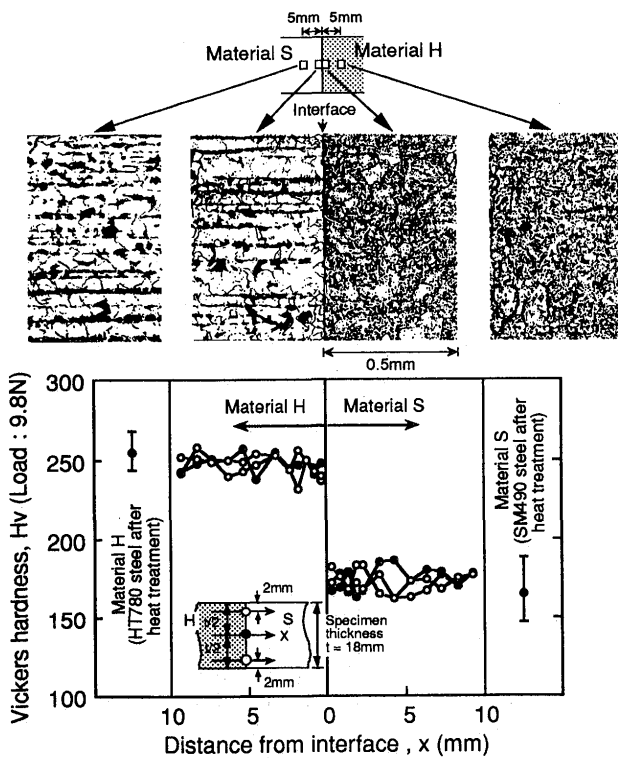 5mm 5mm
Material S Material H
Interface
0.5mm
300
250
200
150
100
Vickers hardness, Hv (Load : 9.8N)
Material H
(HT780 steel after
heat treatment)
Material H Material S
Material S
(SM490 steel after
heat treatment)
2mm
H S
t/2
t/2
X
2mm
Specimen
thickness
t = 18mm
10 5 0 5 10
Distance from interface , x (mm)